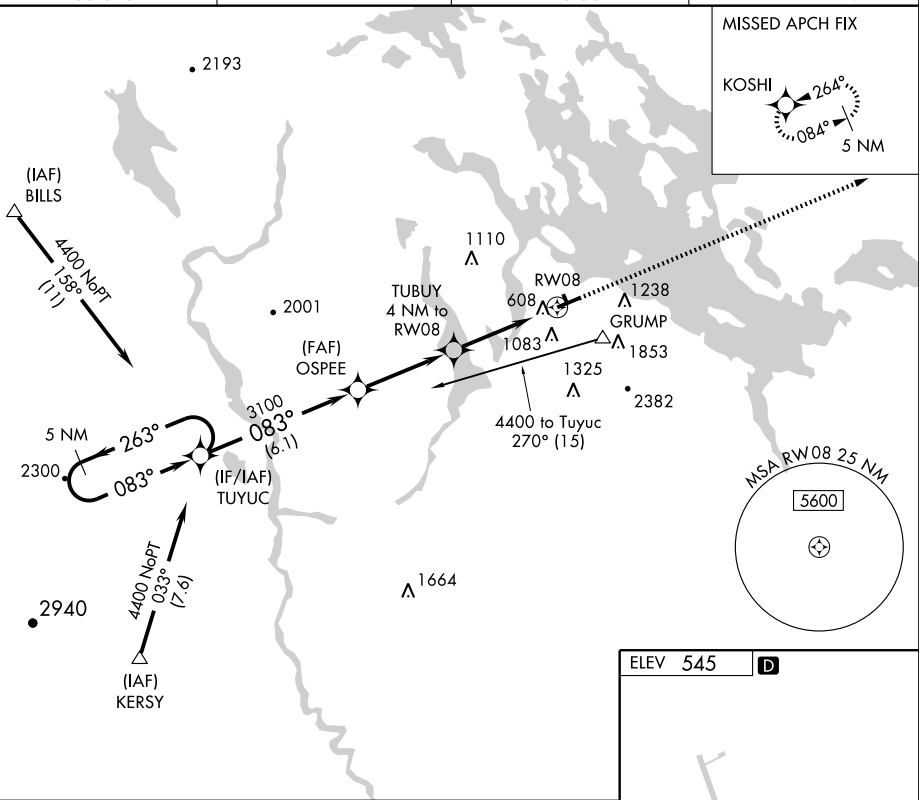 MISSED APCH FIX
KOSHI
264°
084°
5 NM
2193
(IAF)
BILLS
4400 NoPT
158°
(11)
1110
2001
TUBUY
4 NM to
RW08
RW08
608
1238
GRUMP
1083
1853
(FAF)
OSPEE
1325
2382
3100
083°
(6.1)
4400 to Tuyuc
270° (15)
5 NM
263°
2300
083°
(IF/IAF)
TUYUC
MSA RW08 25 NM
5600
4400 NoPT
033°
(7.6)
1664
2940
(IAF)
KERSY
ELEV 545 D